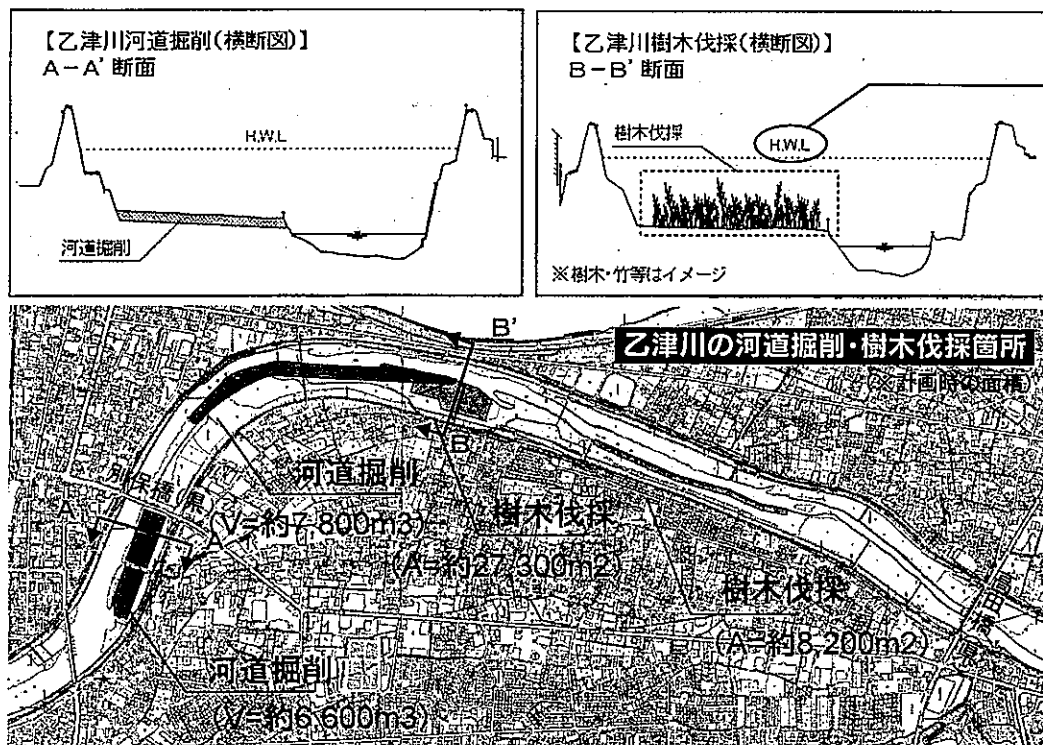 【乙津川河道掘削(横断図)】
A-A' 断面
H.W.L
河道掘削
【乙津川樹木伐採(横断図)】
B-B' 断面
樹木伐採
H.W.L
※樹木・竹等はイメージ
乙津川の河道掘削・樹木伐採箇所
(※計画時の面積)
B'
B
河道掘削
(V=約7,800m3)
樹木伐採
(A=約27,300m2)
樹木伐採
(A=約8,200m2)
別保橋(県)
A
A'
河道掘削
(V=約6,600m3)